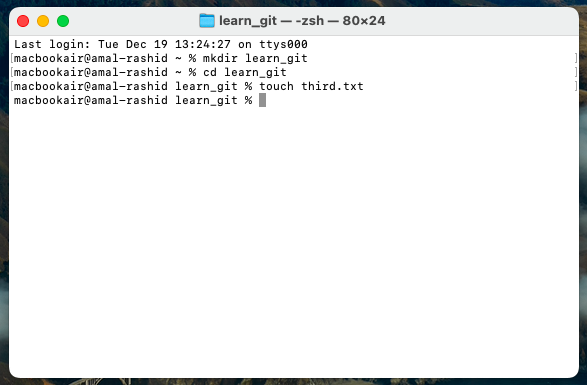 learn_git — -zsh — 80×24
Last login: Tue Dec 19 13:24:27 on ttys000
[macbookair@amal-rashid ~ % mkdir learn_git ]
[macbookair@amal-rashid ~ % cd learn_git ]
[macbookair@amal-rashid learn_git % touch third.txt ]
macbookair@amal-rashid learn_git %